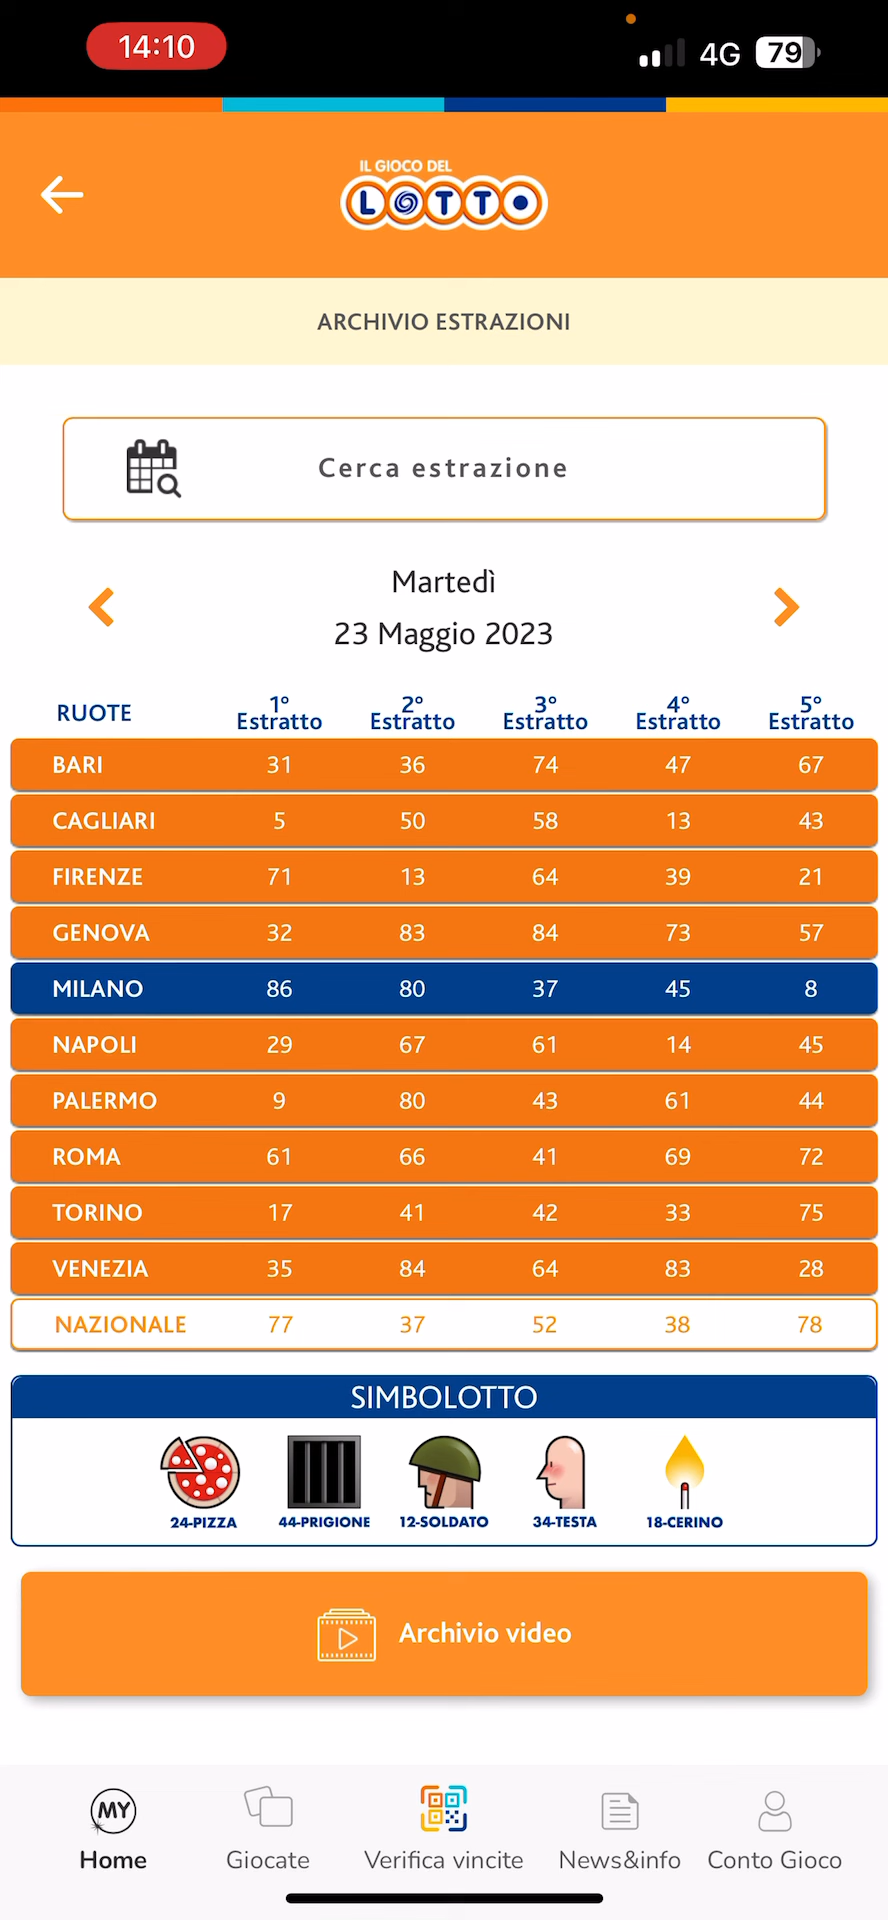 14:10
4G 79
IL GIOCO DEL
LOTTO
ARCHIVIO ESTRAZIONI
Cerca estrazione
Martedì
23 Maggio 2023
RUOTE 1° Estratto 2° Estratto 3° Estratto 4° Estratto 5° Estratto
BARI 31 36 74 47 67
CAGLIARI 5 50 58 13 43
FIRENZE 71 13 64 39 21
GENOVA 32 83 84 73 57
MILANO 86 80 37 45 8
NAPOLI 29 67 61 14 45
PALERMO 9 80 43 61 44
ROMA 61 66 41 69 72
TORINO 17 41 42 33 75
VENEZIA 35 84 64 83 28
NAZIONALE 77 37 52 38 78
SIMBOLOTTO
24-PIZZA 44-PRIGIONE 12-SOLDATO 34-TESTA 18-CERINO
Archivio video
MY
Home Giocate Verifica vincite News&info Conto Gioco